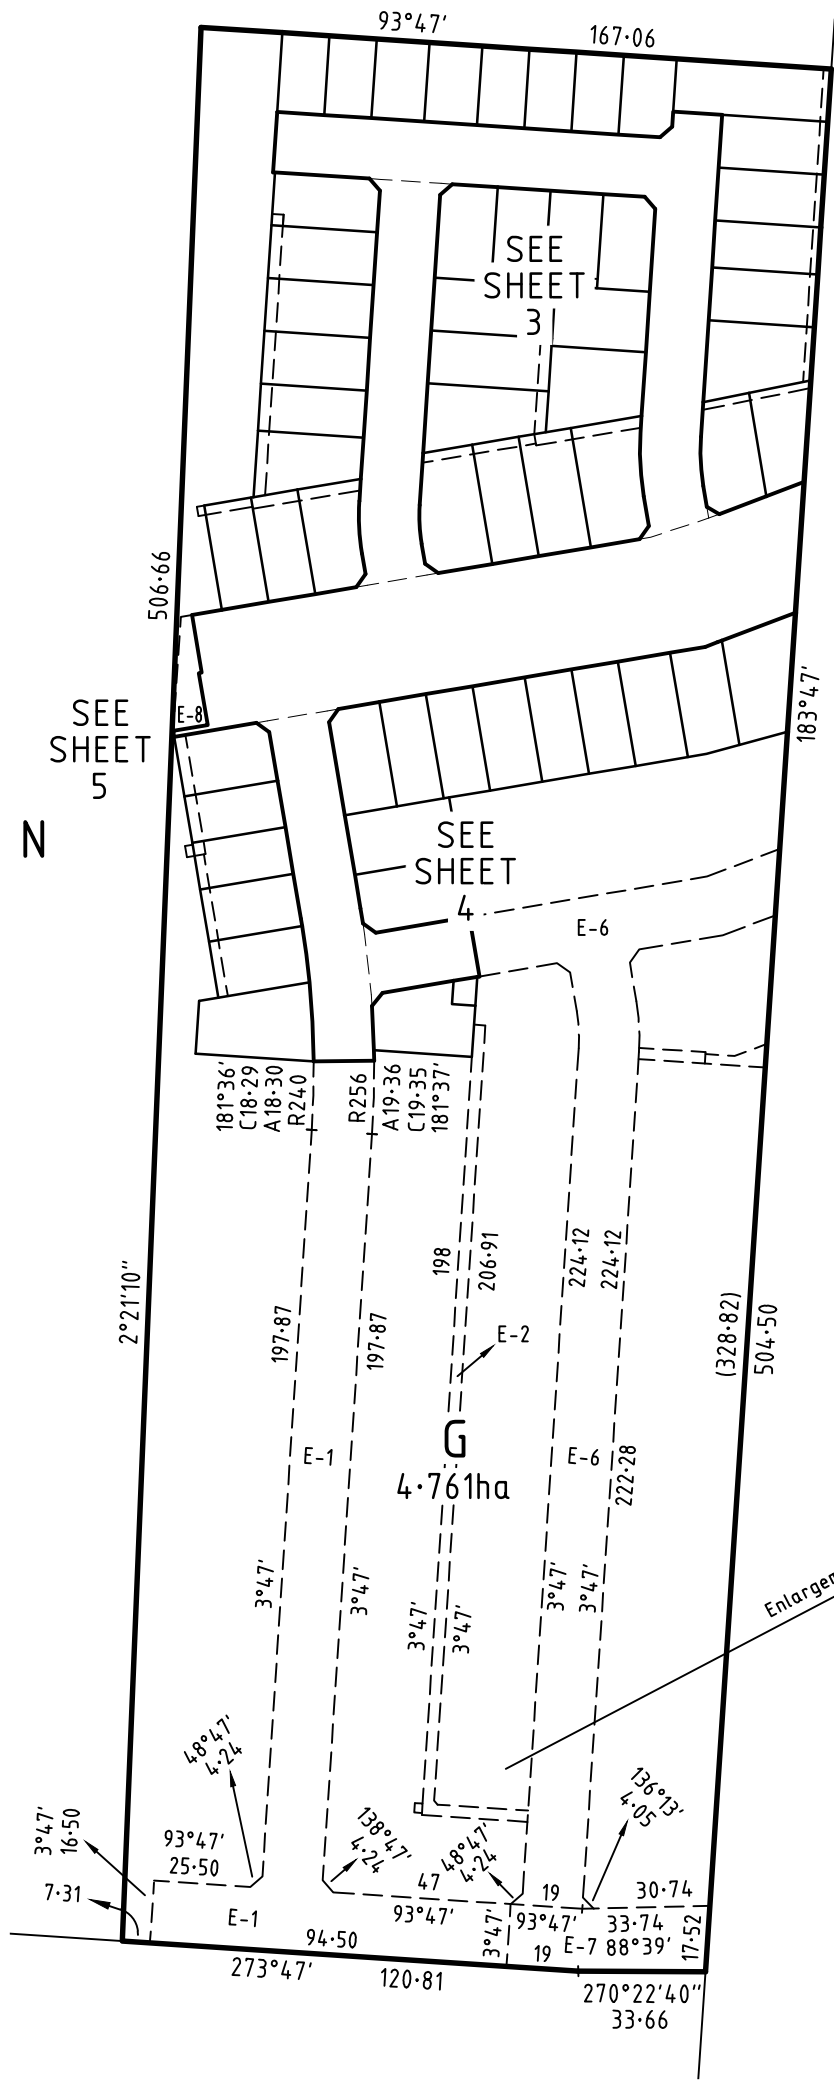 93°47'
167·06
SEE
SHEET
3
506·66
183°47'
E-8
SEE
SHEET
5
N
SEE
SHEET
4
E-6
181°36'
C18·29
A18·30
R240
R256
A19·36
C19·35
181°37'
198
206·91
224·12
224·12
2°21'10"
197·87
197·87
(328·82)
504·50
E-2
G
4·761ha
E-1
E-6
222·28
3°47'
3°47'
3°47'
3°47'
3°47'
3°47'
Enlargem
48°47'
4·24
136°13'
4·05
138°47'
4·24
48°47'
4·24
3°47'
16·50
93°47'
25·50
7·31
47
93°47'
19
30·74
E-1
94·50
3°47'
93°47'
33·74
19
E-7
88°39'
17·52
273°47'
120·81
270°22'40"
33·66